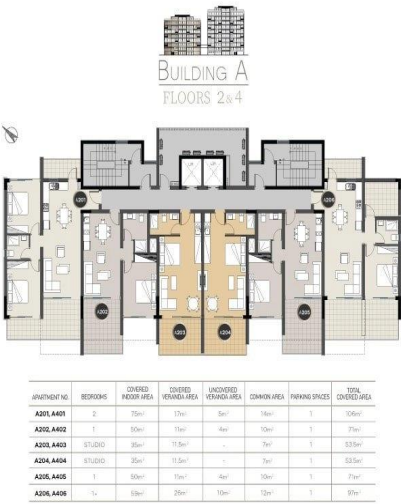 BUILDING A
FLOORS 2&4
A201
A206
A202
A205
A203
A204
APARTMENT NO. BEDROOMS COVERED INDOOR AREA COVERED VERANDA AREA UNCOVERED VERANDA AREA COMMON AREA PARKING SPACES TOTAL COVERED AREA
A201, A401 2 75m² 17m² 5m² 14m² 1 106m²
A202, A402 1 50m² 11m² 4m² 10m² 1 71m²
A203, A403 STUDIO 35m² 11.5m² - 7m² 1 53.5m²
A204, A404 STUDIO 35m² 11.5m² - 7m² 1 53.5m²
A205, A405 1 50m² 11m² 4m² 10m² 1 71m²
A206, A406 1+ 59m² 26m² 10m² 12m² 1 97m²